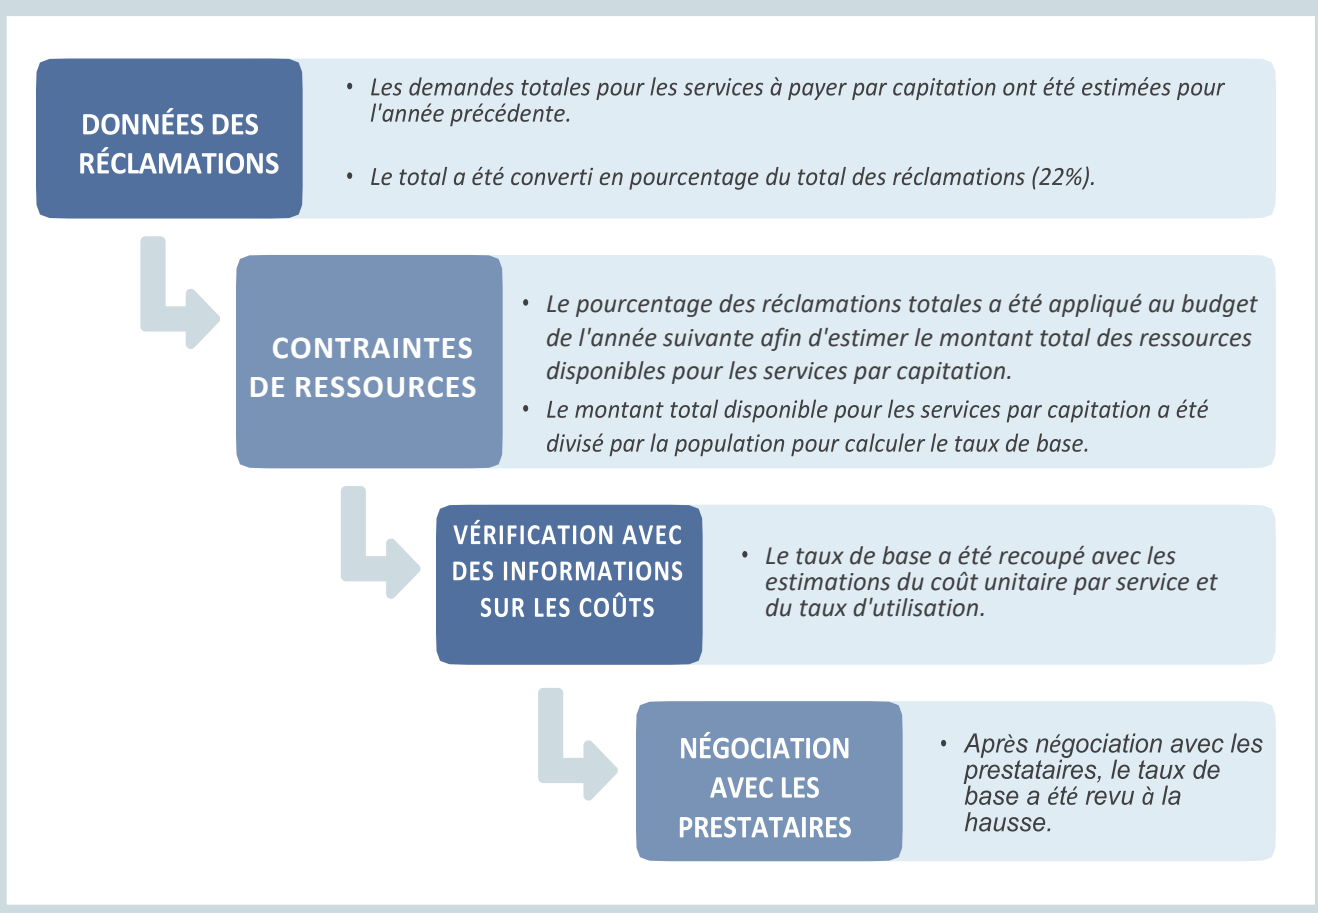 DONNÉES DES
RÉCLAMATIONS
• Les demandes totales pour les services à payer par capitation ont été estimées pour
l'année précédente.
• Le total a été converti en pourcentage du total des réclamations (22%).
CONTRAINTES
DE RESSOURCES
• Le pourcentage des réclamations totales a été appliqué au budget
de l'année suivante afin d'estimer le montant total des ressources
disponibles pour les services par capitation.
• Le montant total disponible pour les services par capitation a été
divisé par la population pour calculer le taux de base.
VÉRIFICATION AVEC
DES INFORMATIONS
SUR LES COÛTS
• Le taux de base a été recoupé avec les
estimations du coût unitaire par service et
du taux d'utilisation.
NÉGOCIATION
AVEC LES
PRESTATAIRES
• Après négociation avec les
prestataires, le taux de
base a été revu à la
hausse.